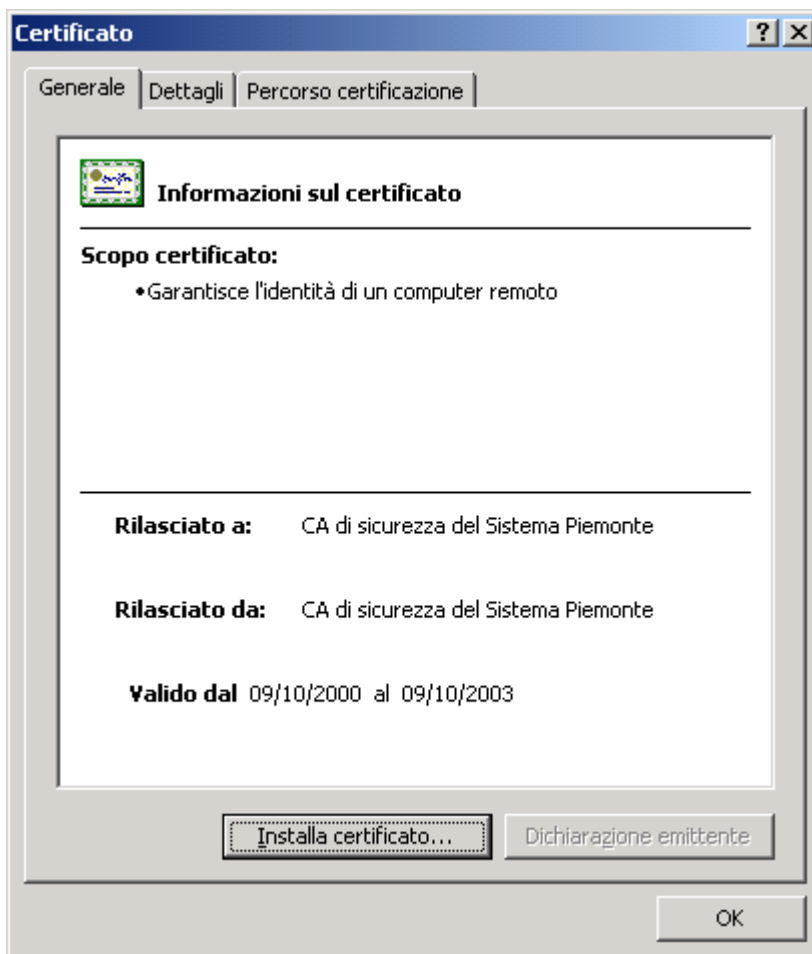 Certificato
Generale Dettagli Percorso certificazione
Informazioni sul certificato
Scopo certificato:
•Garantisce l'identità di un computer remoto
Rilasciato a: CA di sicurezza del Sistema Piemonte
Rilasciato da: CA di sicurezza del Sistema Piemonte
Valido dal 09/10/2000 al 09/10/2003
Installa certificato... Dichiarazione emittente
OK